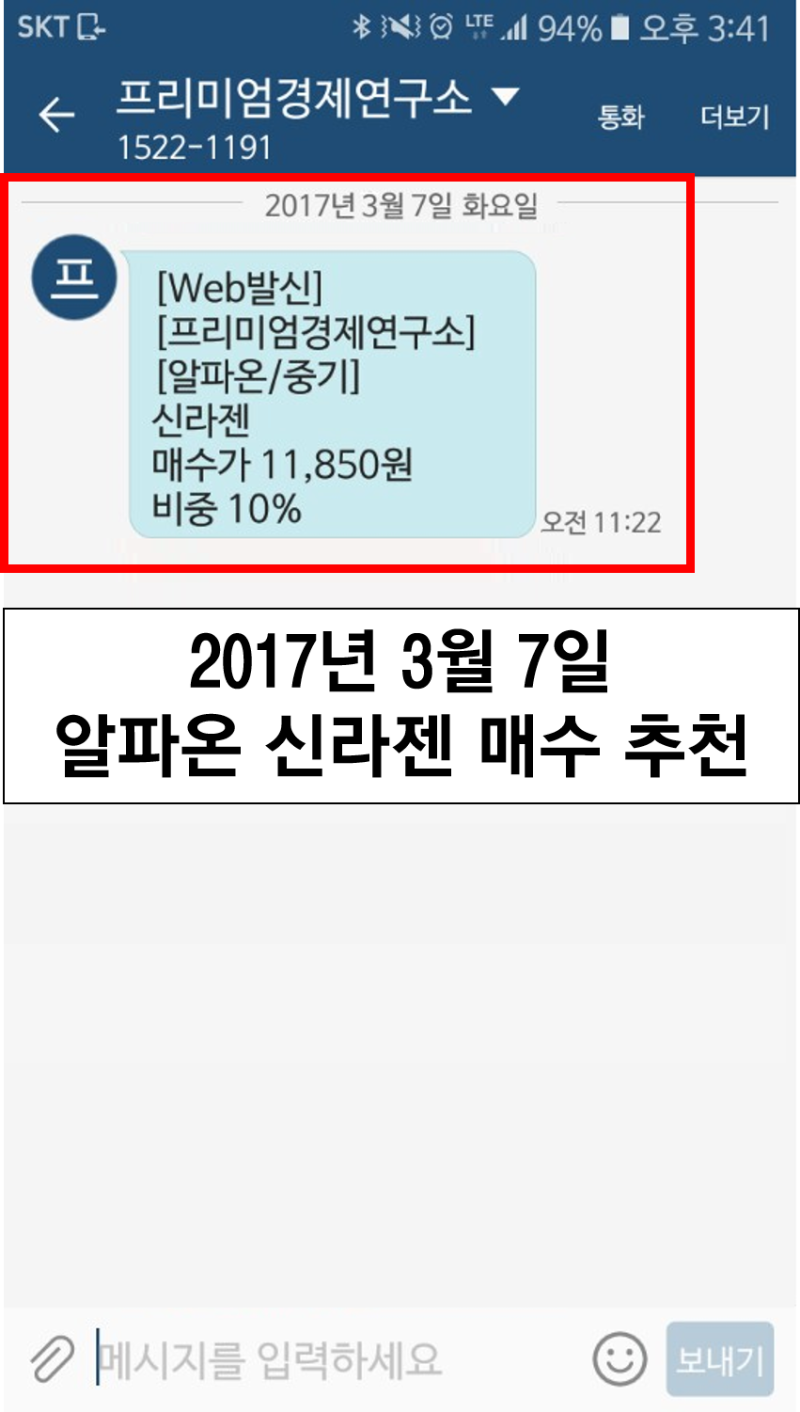 SKT LTE 94% 오후 3:41
프리미엄경제연구소
1522-1191
통화 더보기
2017년 3월 7일 화요일
프
[Web발신]
[프리미엄경제연구소]
[알파온/중기]
신라젠
매수가 11,850원
비중 10%
오전 11:22
2017년 3월 7일
알파온 신라젠 매수 추천
메시지를 입력하세요
보내기